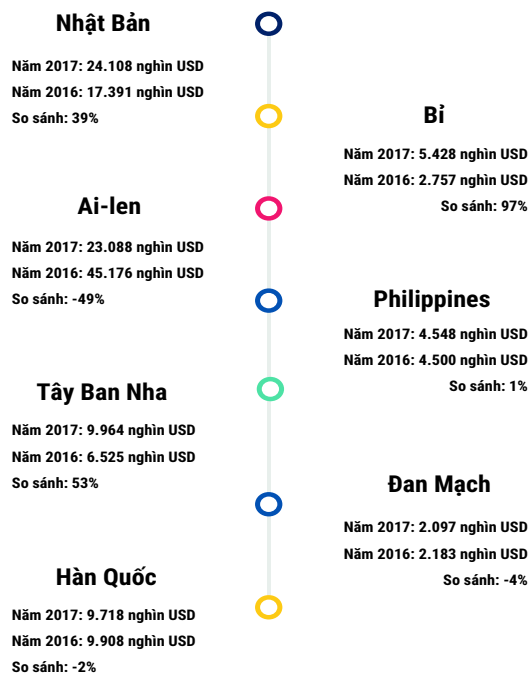 Nhật Bản
Năm 2017: 24.108 nghìn USD
Năm 2016: 17.391 nghìn USD
So sánh: 39%
Bỉ
Năm 2017: 5.428 nghìn USD
Năm 2016: 2.757 nghìn USD
So sánh: 97%
Ai-len
Năm 2017: 23.088 nghìn USD
Năm 2016: 45.176 nghìn USD
So sánh: -49%
Philippines
Năm 2017: 4.548 nghìn USD
Năm 2016: 4.500 nghìn USD
So sánh: 1%
Tây Ban Nha
Năm 2017: 9.964 nghìn USD
Năm 2016: 6.525 nghìn USD
So sánh: 53%
Đan Mạch
Năm 2017: 2.097 nghìn USD
Năm 2016: 2.183 nghìn USD
So sánh: -4%
Hàn Quốc
Năm 2017: 9.718 nghìn USD
Năm 2016: 9.908 nghìn USD
So sánh: -2%